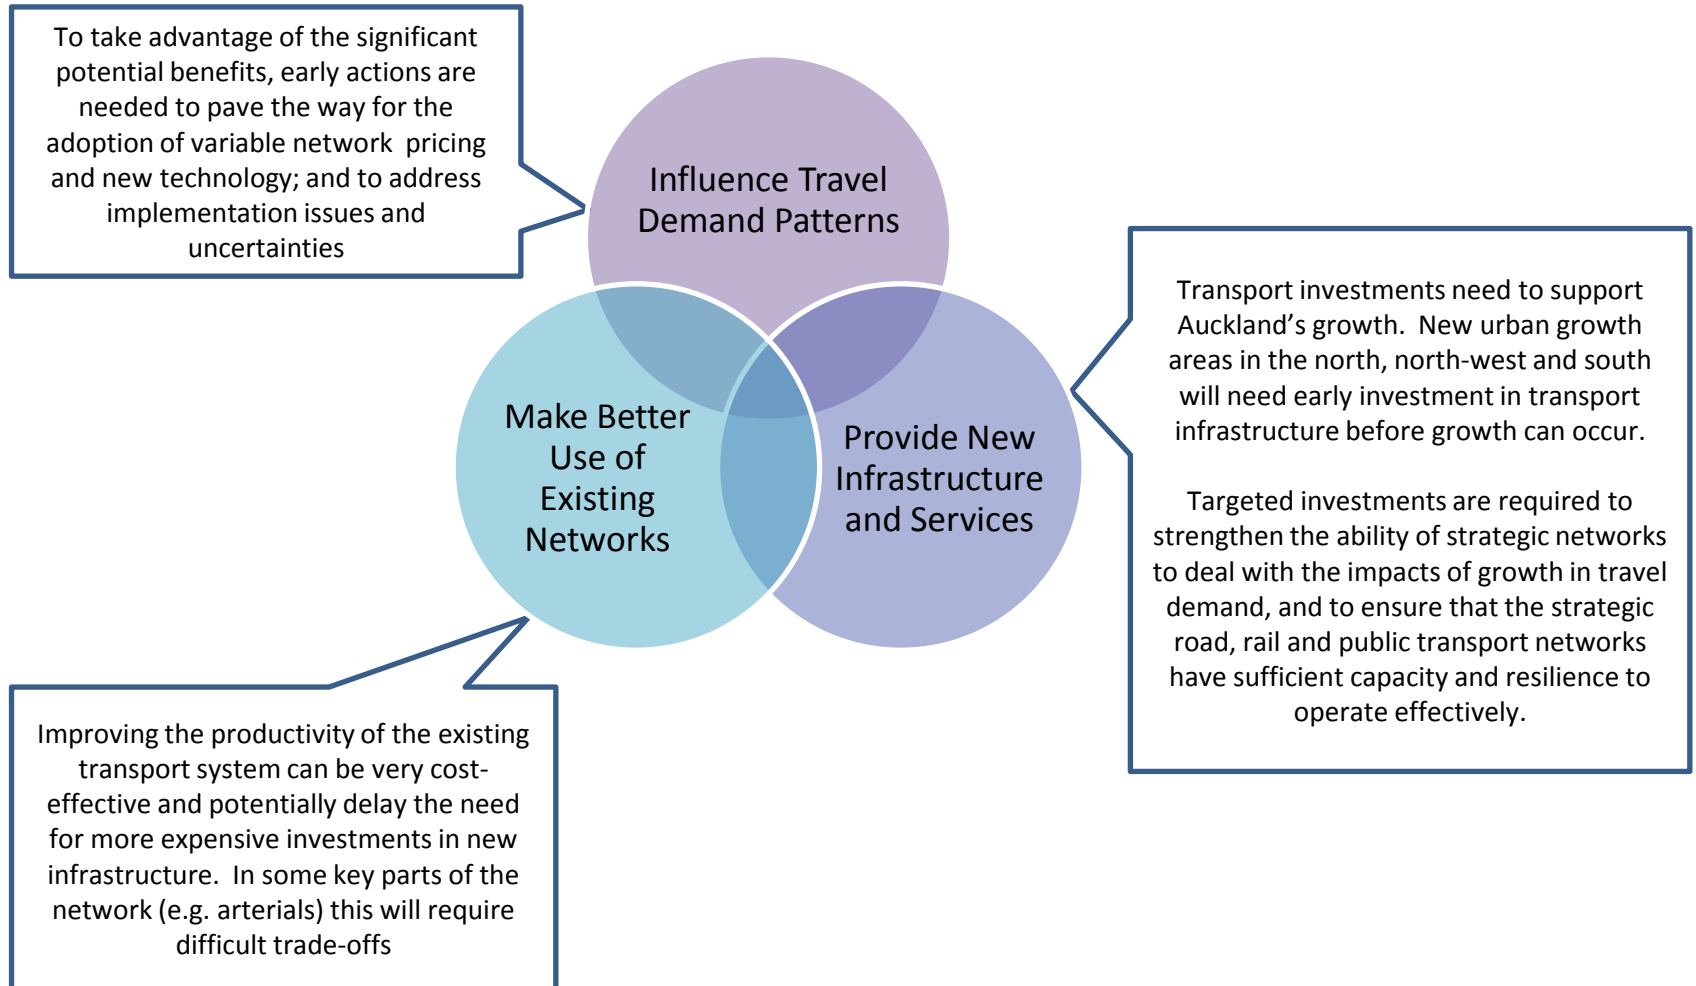 To take advantage of the significant
potential benefits, early actions are
needed to pave the way for the
adoption of variable network  pricing
and new technology; and to address
implementation issues and
uncertainties
Influence Travel
Demand Patterns
Make Better
Use of
Existing
Networks
Provide New
Infrastructure
and Services
Transport investments need to support
Auckland’s growth.  New urban growth
areas in the north, north-west and south
will need early investment in transport
infrastructure before growth can occur.
Targeted investments are required to
strengthen the ability of strategic networks
to deal with the impacts of growth in travel
demand, and to ensure that the strategic
road, rail and public transport networks
have sufficient capacity and resilience to
operate effectively.
Improving the productivity of the existing
transport system can be very cost-
effective and potentially delay the need
for more expensive investments in new
infrastructure.  In some key parts of the
network (e.g. arterials) this will require
difficult trade-offs